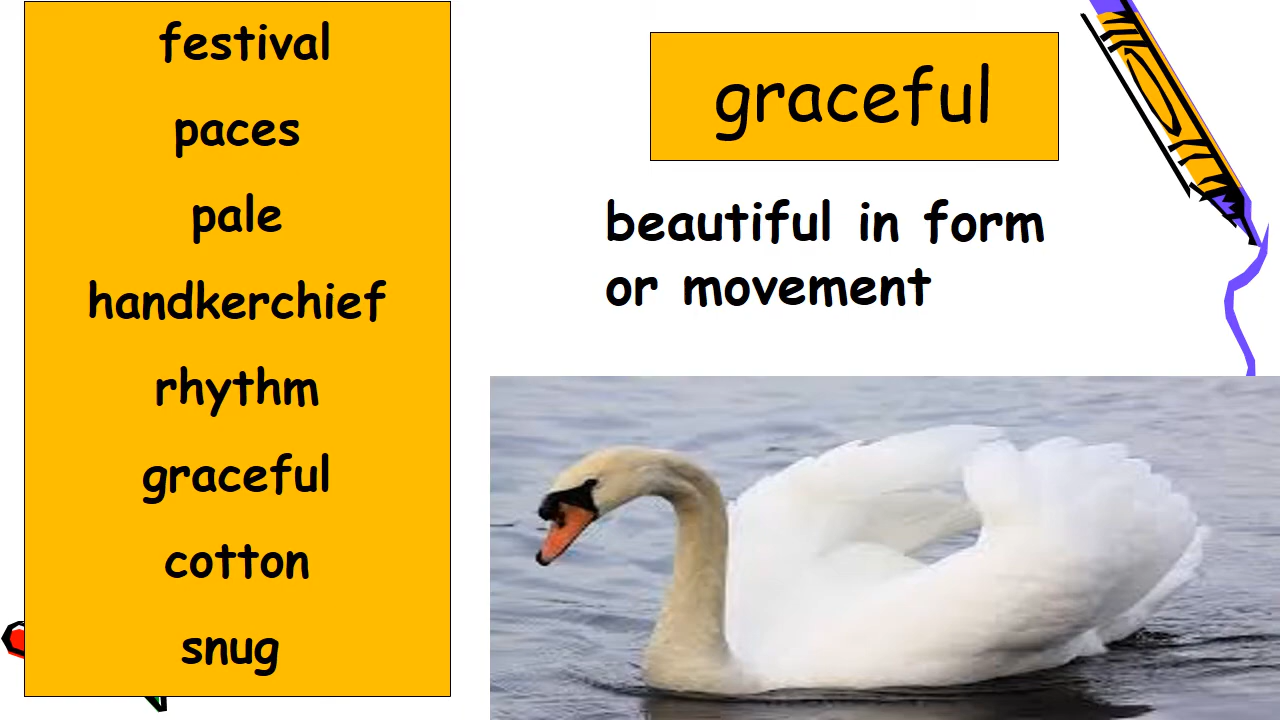 festival
paces
pale
handkerchief
rhythm
graceful
cotton
snug
graceful
beautiful in form
or movement